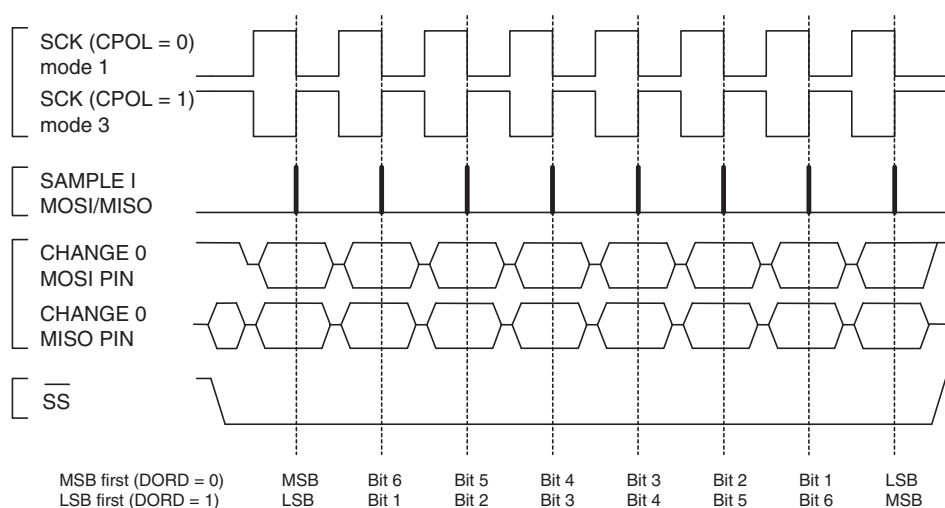 SCK (CPOL = 0)
mode 1
SCK (CPOL = 1)
mode 3
SAMPLE I
MOSI/MISO
CHANGE 0
MOSI PIN
CHANGE 0
MISO PIN
SS
MSB first (DORD = 0) MSB Bit 6 Bit 5 Bit 4 Bit 3 Bit 2 Bit 1 LSB
LSB first (DORD = 1) LSB Bit 1 Bit 2 Bit 3 Bit 4 Bit 5 Bit 6 MSB